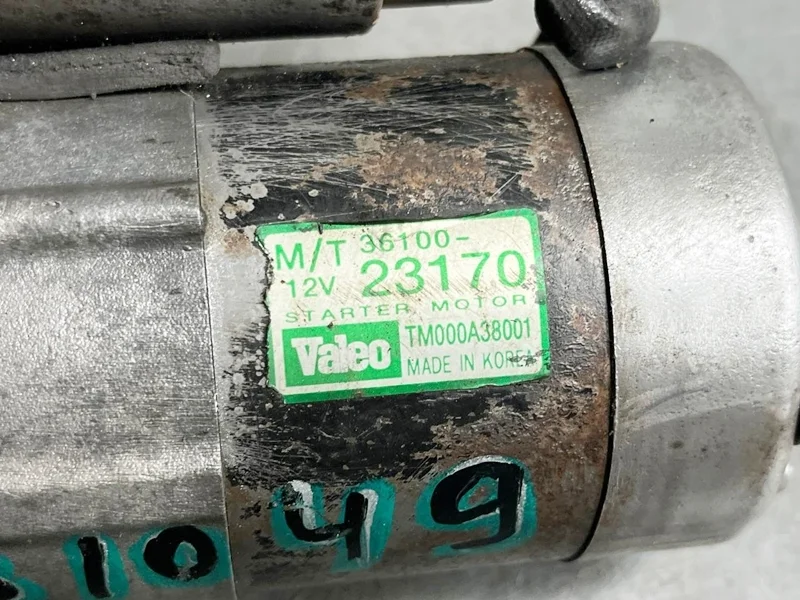 M/T 36100-
12V 23170
STARTER MOTOR
Valeo TM000A38001
MADE IN KOREA
1049